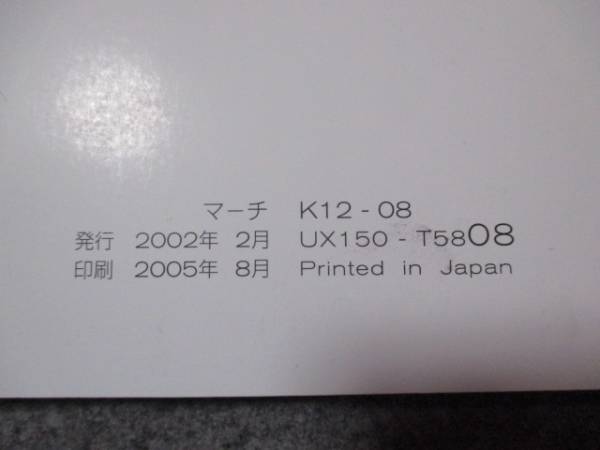 マーチ K12-08
発行 2002年 2月 UX150-T5808
印刷 2005年 8月 Printed in Japan